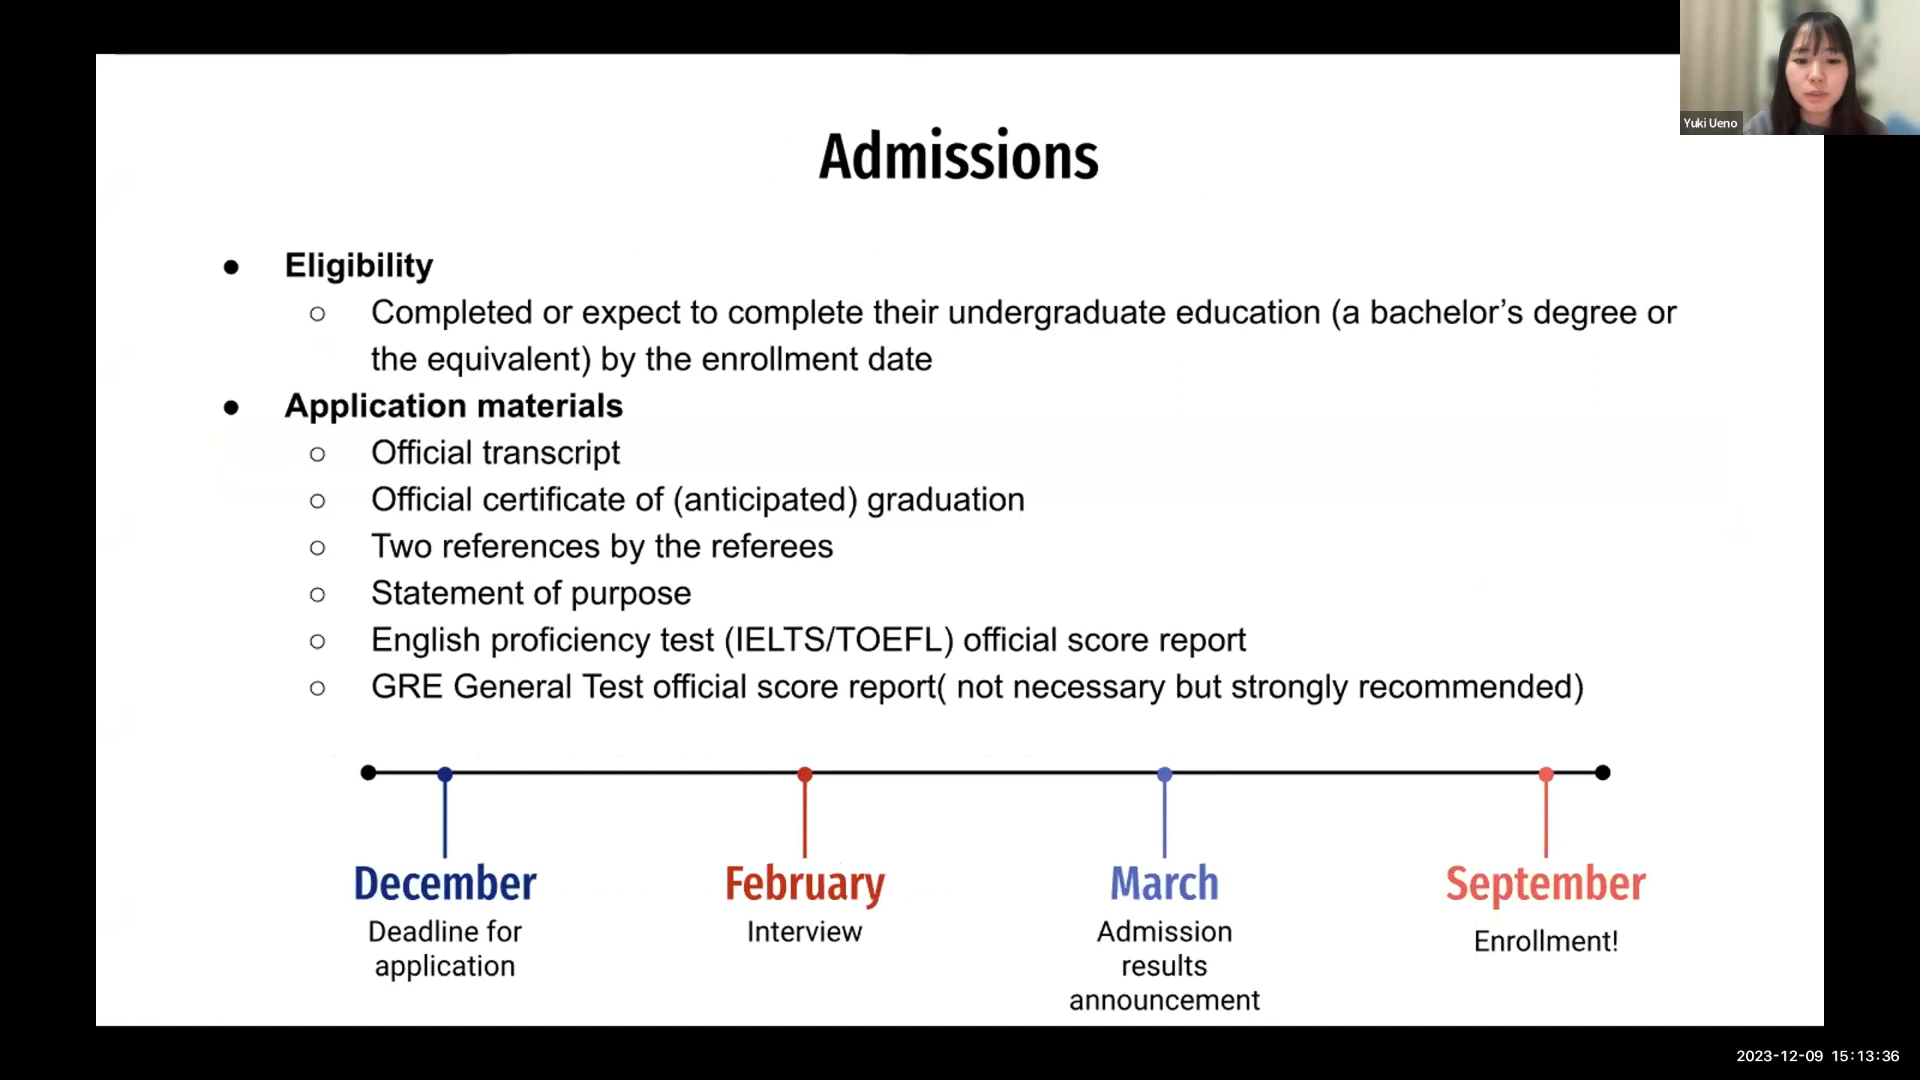 Yuki Ueno
Admissions
● Eligibility
○ Completed or expect to complete their undergraduate education (a bachelor’s degree or
the equivalent) by the enrollment date
● Application materials
○ Official transcript
○ Official certificate of (anticipated) graduation
○ Two references by the referees
○ Statement of purpose
○ English proficiency test (IELTS/TOEFL) official score report
○ GRE General Test official score report( not necessary but strongly recommended)
December
Deadline for
application
February
Interview
March
Admission
results
announcement
September
Enrollment!
2023-12-09 15:13:36